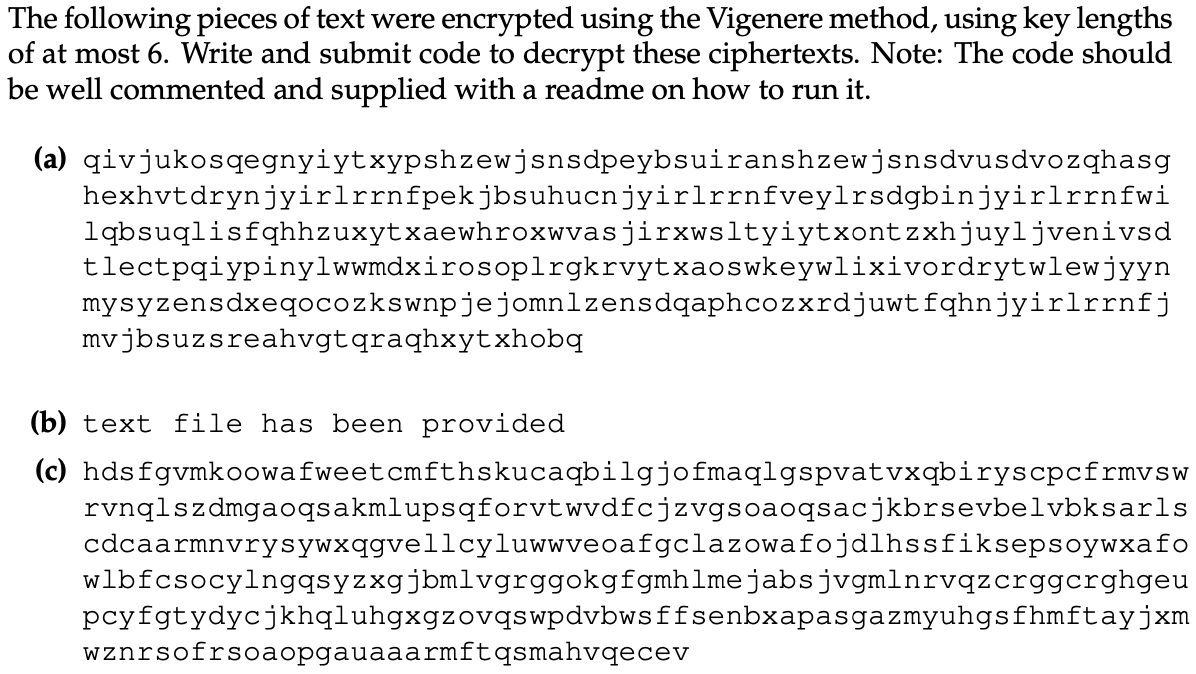 The following pieces of text were encrypted using the Vigenere method, using key lengths
of at most 6. Write and submit code to decrypt these ciphertexts. Note: The code should
be well commented and supplied with a readme on how to run it.
(a) qivjukosqegnyiytxypshzewjsnsdpeybsuiranshzewjsnsdvusdvozqhasg
hexhvtdrynjyirlrrnfpekjbsuhucnjyirlrrnfveylrsdgbinjyirlrrnfwi
lqbsuqlisfqhhzuxytxaewhroxwvasjirxwsltyiytxontzxhjuyljvenivsd
tlectpqiypinylwwmdxirosoplrgkrvytxaoswkeywlixivordrytwlewjyyn
mysyzensdxeqocozkswnpjejomnlzensdqaphcozxrdjuwtfqhnjyirlrrnfj
mvjbsuzsreahvgtqraqhxytxhobq
(b) text file has been provided
(c) hdsfgvmkoowafweetcmfthskucaqbilgjofmaqlgspvatvxqbiryscpcfrmvsw
rvnqlszdmgaoqsakmlupsqforvtwvdfcjzvgsoaoqsacjkbrsevbelvbksarls
cdcaarmnvrysywxqgvellcyluwwveoafgclazowafojdlhssfiksepsoywxafo
wlbfcsocylngqsyzxgjbmlvgrggokgfgmhlmejabsjvgmlnrvqzcrggcrghgeu
pcyfgtydycjkhqluhgxgzovqswpdvbwsffsenbxapasgazmyuhgsfhmftayjxm
wznrsofrsoaopgauaaarmftqsmahvqecev